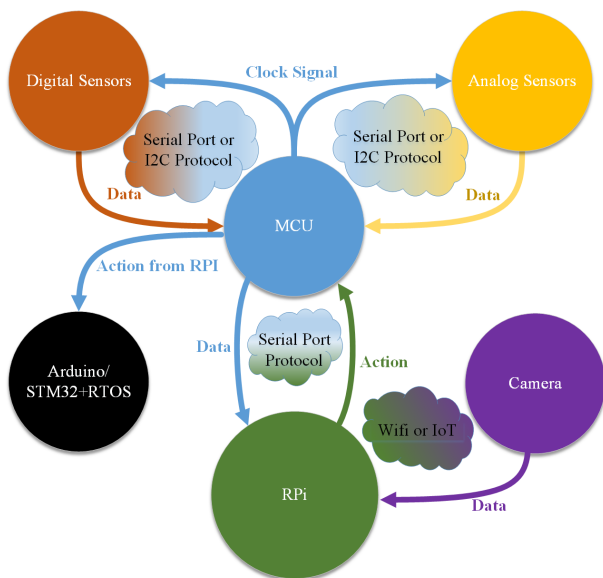 Digital Sensors
Clock Signal
Analog Sensors
Serial Port or
I2C Protocol
Serial Port or
I2C Protocol
Data
Data
MCU
Action from RPI
Arduino/
STM32+RTOS
Data
Serial Port
Protocol
Action
Camera
Wifi or IoT
RPi
Data